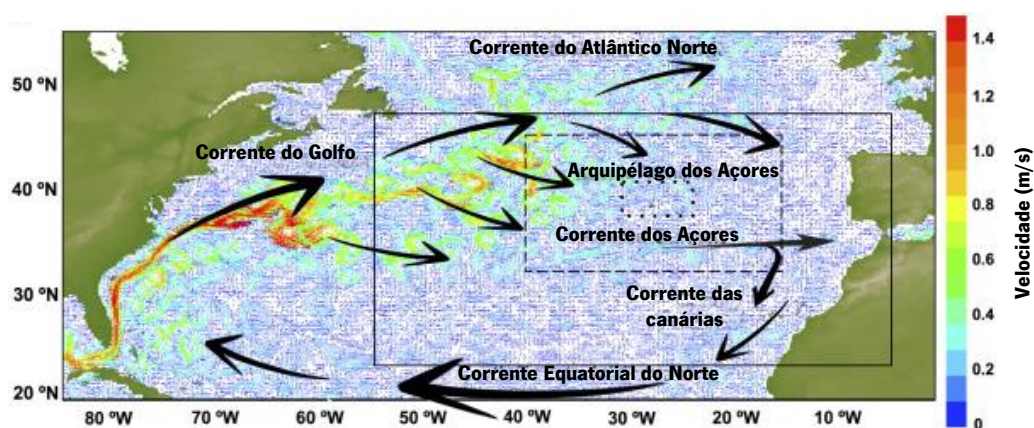 Corrente do Atlântico Norte
Corrente do Golfo
Arquipélago dos Açores
Corrente dos Açores
Corrente das
canárias
Corrente Equatorial do Norte
50 ºN
40 ºN
30 ºN
20 ºN
80 ºW
70 ºW
60 ºW
50 ºW
40 ºW
30 ºW
20 ºW
10 ºW
1.4
1.2
1.0
0.8
0.6
0.4
0.2
0
Velocidade (m/s)